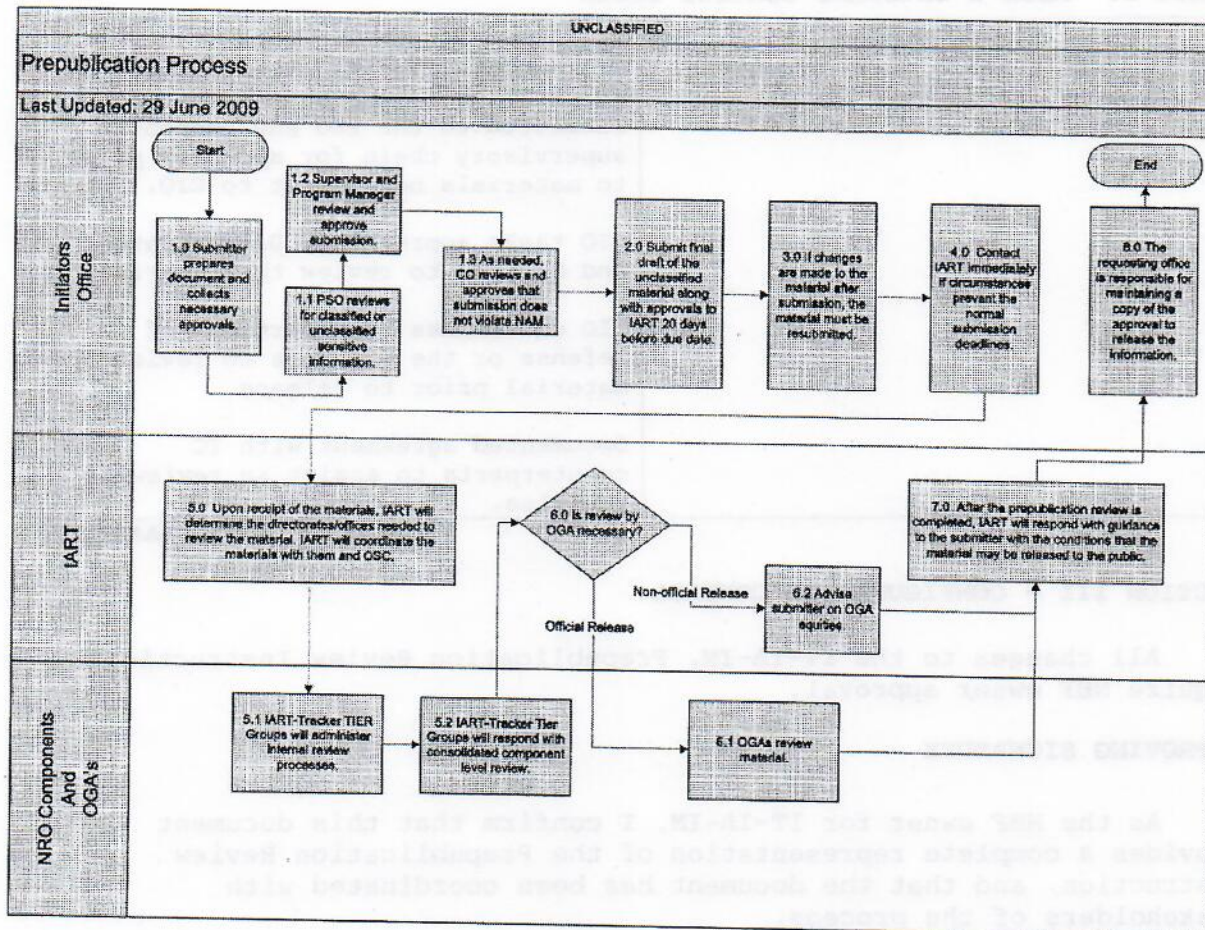 UNCLASSIFIED
Prepublication Process
Last Updated: 29 June 2009
Initiators
Office
Start
1.0 Submitter
prepares
document and
collects
necessary
approvals.
1.1 PSO reviews
for classified or
unclassified
sensitive
information.
1.2 Supervisor and
Program Manager
review and
approve
submission.
1.3 As needed,
CO reviews and
approves that
submission does
not violate NAM.
2.0 Submit final
draft of the
unclassified
material along
with approvals to
IART 20 days
before due date.
3.0 If changes
are made to the
material after
submission, the
material must be
resubmitted.
4.0 Contact
IART immediately
if circumstances
prevent the
normal
submission
deadlines.
End
8.0 The
requesting office
is responsible for
maintaining a
copy of the
approval to
release the
information.
IART
5.0 Upon receipt of the materials, IART will
determine the directorates/offices needed to
review the material. IART will coordinate the
materials with them and OSC.
6.0 Is review by
OGA necessary?
Non-official Release
Official Release
6.2 Advise
submitter on OGA
equities.
7.0 After the prepublication review is
completed, IART will respond with guidance
to the submitter with the conditions that the
material may be released to the public.
NRO Components
And
OGA's
5.1 IART-Tracker TIER
Groups will administer
internal review
processes.
5.2 IART-Tracker Tier
Groups will respond with
consolidated component
level review.
6.1 OGAs review
material.